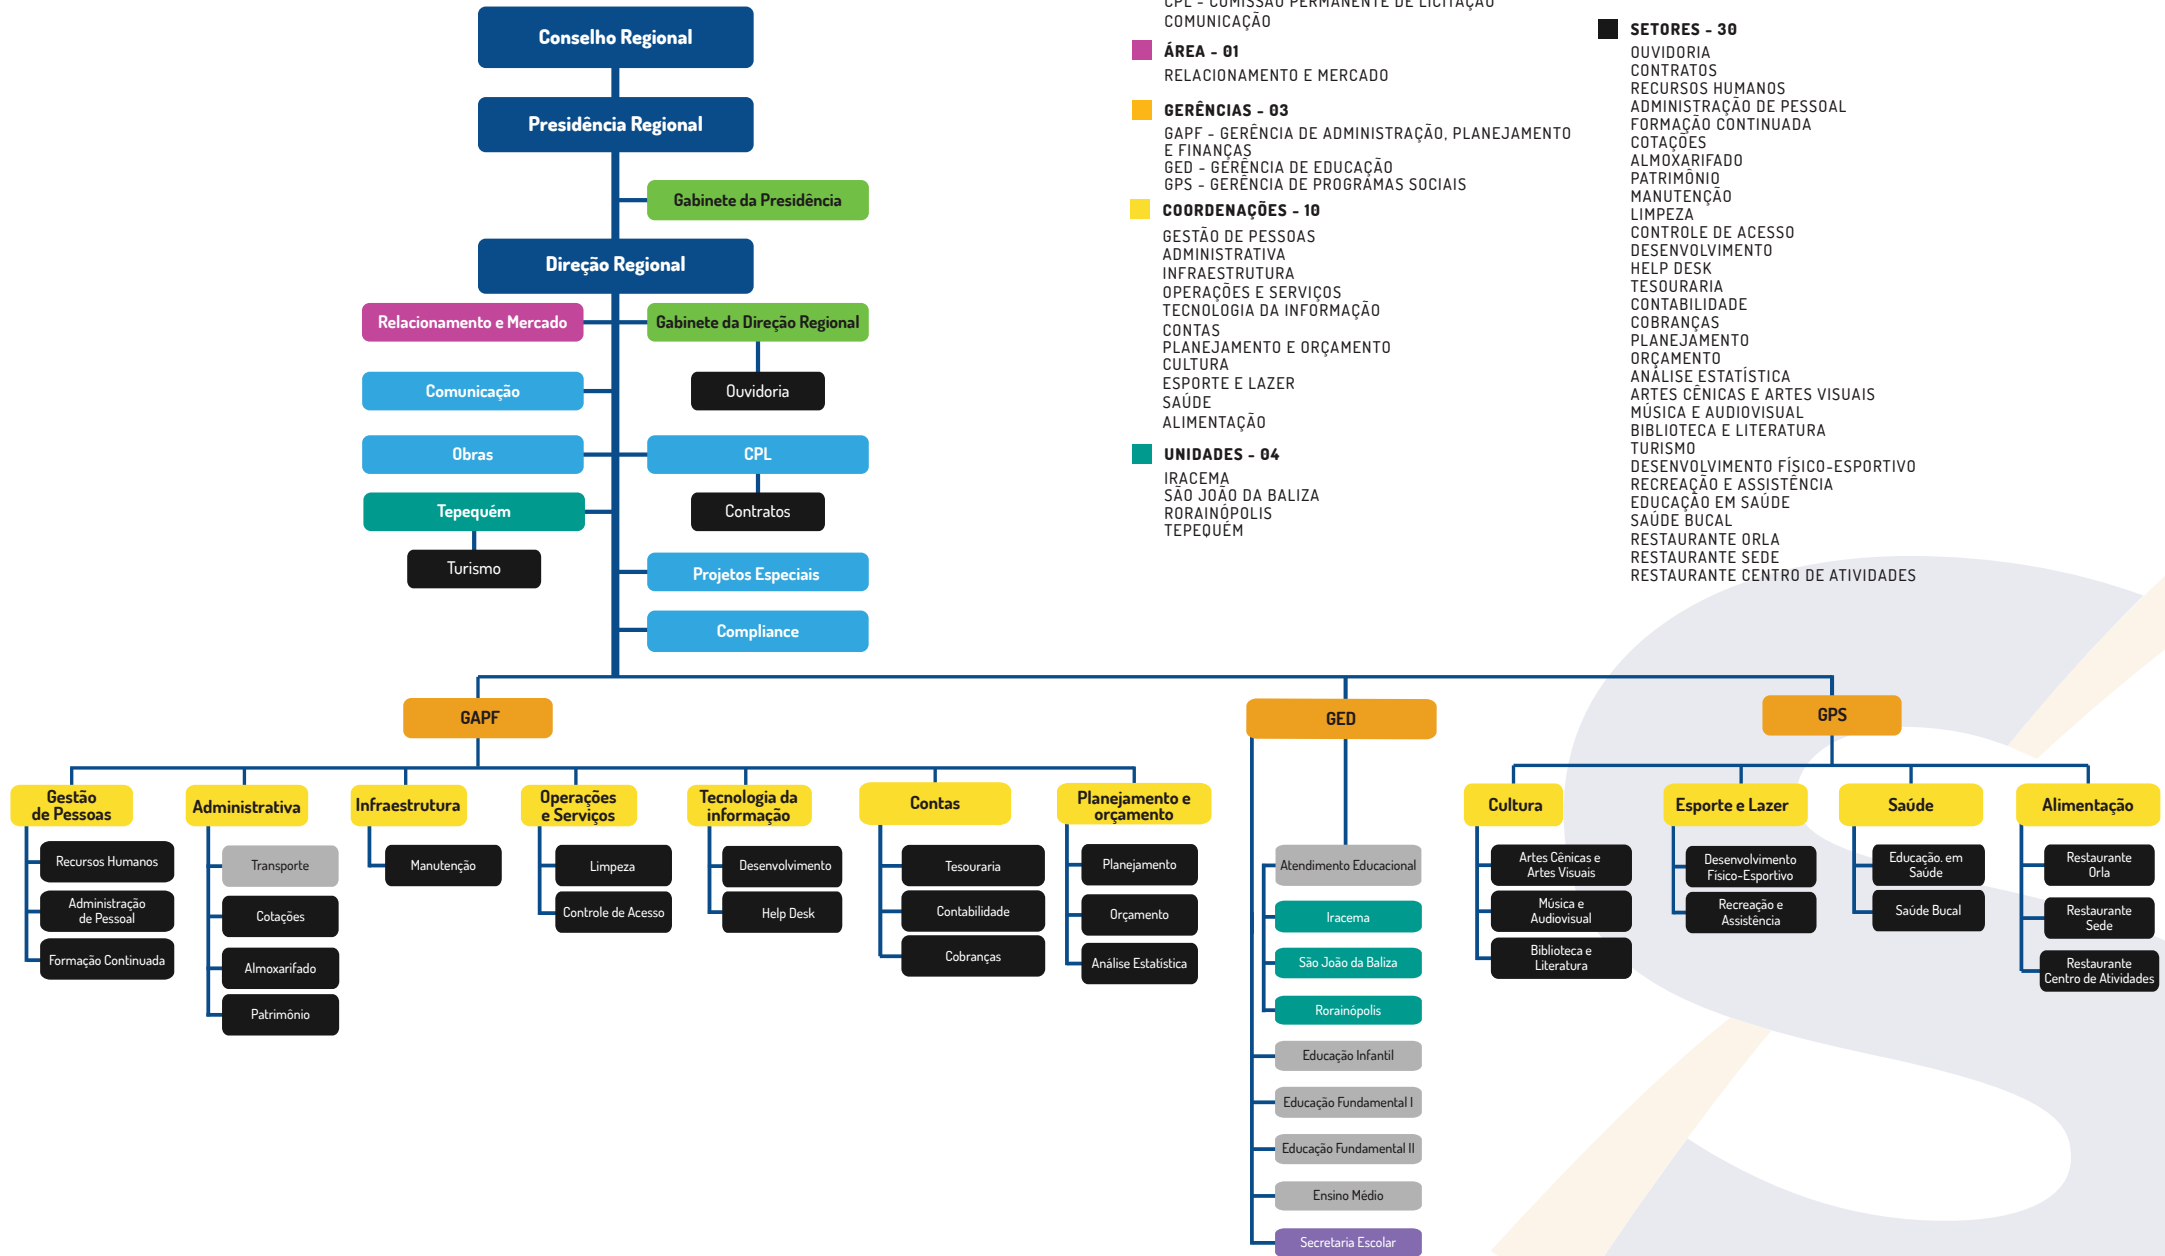 CPL - COMISSÃO PERMANENTE DE LICITAÇÃO
COMUNICAÇÃO
ÁREA - 01
RELACIONAMENTO E MERCADO
GERÊNCIAS - 03
GAPF - GERÊNCIA DE ADMINISTRAÇÃO, PLANEJAMENTO
E FINANÇAS
GED - GERÊNCIA DE EDUCAÇÃO
GPS - GERÊNCIA DE PROGRAMAS SOCIAIS
COORDENAÇÕES - 10
GESTÃO DE PESSOAS
ADMINISTRATIVA
INFRAESTRUTURA
OPERAÇÕES E SERVIÇOS
TECNOLOGIA DA INFORMAÇÃO
CONTAS
PLANEJAMENTO E ORÇAMENTO
CULTURA
ESPORTE E LAZER
SAÚDE
ALIMENTAÇÃO
UNIDADES - 04
IRACEMA
SÃO JOÃO DA BALIZA
RORAINÓPOLIS
TEPEQUÉM
SETORES - 30
OUVIDORIA
CONTRATOS
RECURSOS HUMANOS
ADMINISTRAÇÃO DE PESSOAL
FORMAÇÃO CONTINUADA
COTAÇÕES
ALMOXARIFADO
PATRIMÔNIO
MANUTENÇÃO
LIMPEZA
CONTROLE DE ACESSO
DESENVOLVIMENTO
HELP DESK
TESOURARIA
CONTABILIDADE
COBRANÇAS
PLANEJAMENTO
ORÇAMENTO
ANÁLISE ESTATÍSTICA
ARTES CÊNICAS E ARTES VISUAIS
MÚSICA E AUDIOVISUAL
BIBLIOTECA E LITERATURA
TURISMO
DESENVOLVIMENTO FÍSICO-ESPORTIVO
RECREAÇÃO E ASSISTÊNCIA
EDUCAÇÃO EM SAÚDE
SAÚDE BUCAL
RESTAURANTE ORLA
RESTAURANTE SEDE
RESTAURANTE CENTRO DE ATIVIDADES
Conselho Regional
Presidência Regional
Gabinete da Presidência
Direção Regional
Relacionamento e Mercado
Gabinete da Direção Regional
Comunicação
Ouvidoria
Obras
CPL
Tepequém
Contratos
Turismo
Projetos Especiais
Compliance
GAPF
GED
GPS
Gestão
de Pessoas
Recursos Humanos
Administração
de Pessoal
Formação Continuada
Administrativa
Transporte
Cotações
Almoxarifado
Patrimônio
Infraestrutura
Manutenção
Operações
e Serviços
Limpeza
Controle de Acesso
Tecnologia da
informação
Desenvolvimento
Help Desk
Contas
Tesouraria
Contabilidade
Cobranças
Planejamento e
orçamento
Planejamento
Orçamento
Análise Estatística
Atendimento Educacional
Iracema
São João da Baliza
Rorainópolis
Educação Infantil
Educação Fundamental I
Educação Fundamental II
Ensino Médio
Secretaria Escolar
Cultura
Artes Cênicas e
Artes Visuais
Música e
Audiovisual
Biblioteca e
Literatura
Esporte e Lazer
Desenvolvimento
Físico-Esportivo
Recreação e
Assistência
Saúde
Educação. em
Saúde
Saúde Bucal
Alimentação
Restaurante
Orla
Restaurante
Sede
Restaurante
Centro de Atividades